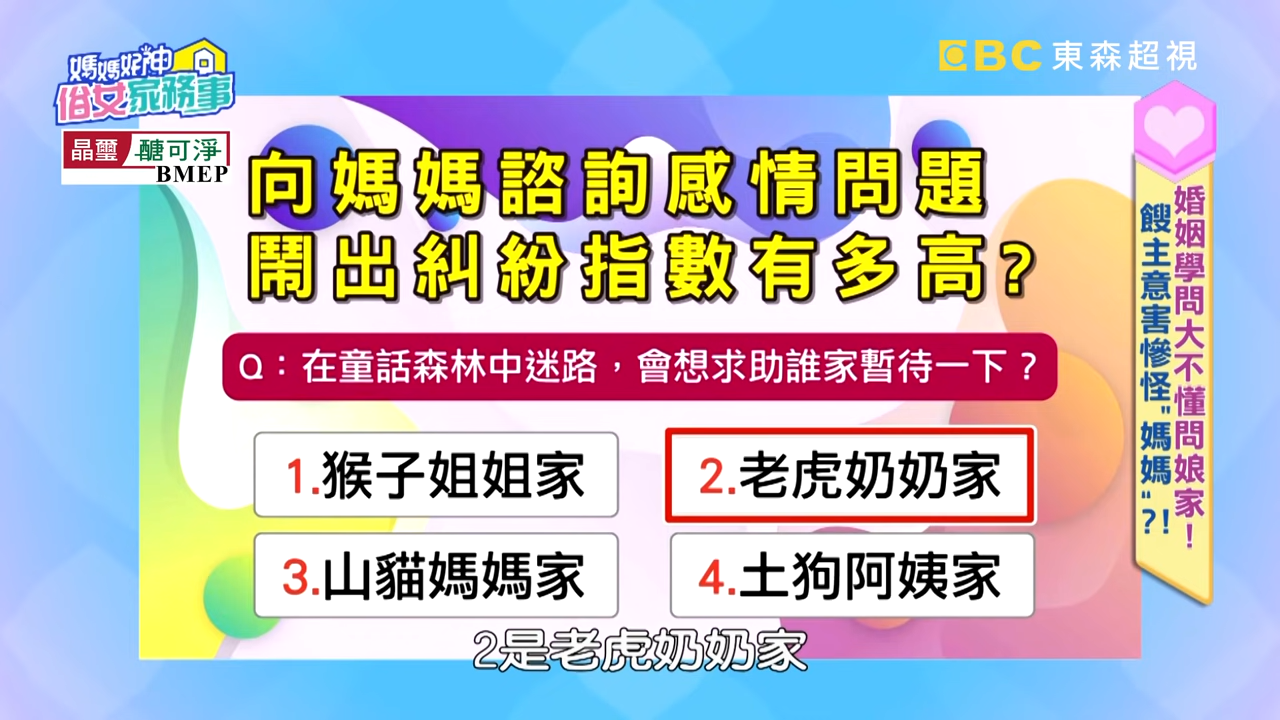 媽媽好神
俗女家務事
晶璽 醣可淨
BMEP
EBC 東森超視
向媽媽諮詢感情問題
鬧出糾紛指數有多高?
Q：在童話森林中迷路，會想求助誰家暫待一下？
1.猴子姐姐家
2.老虎奶奶家
3.山貓媽媽家
4.土狗阿姨家
婚姻學問大不懂問娘家!
餿主意害慘怪"媽媽"?!
2是老虎奶奶家